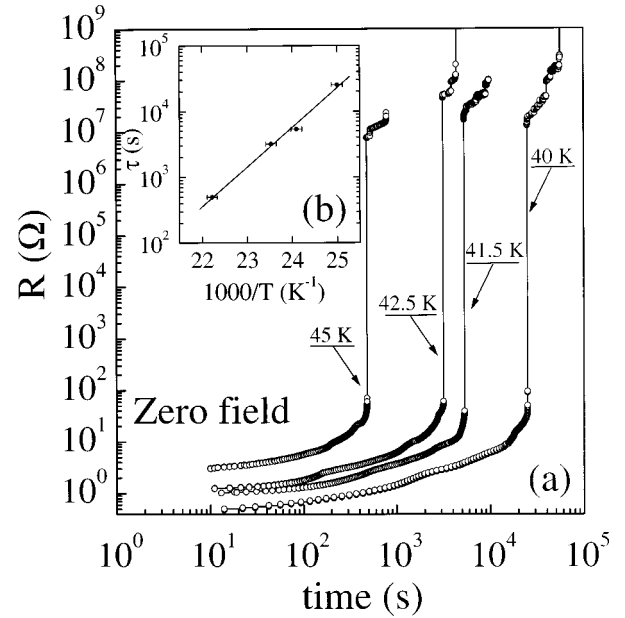 10^9
10^8
10^7
10^6
10^5
10^4
10^3
10^2
10^1
10^0
R (Ω)
10^5
10^4
10^3
10^2
τ (s)
22 23 24 25
1000/T (K^-1)
(b)
40 K
41.5 K
42.5 K
45 K
Zero field
(a)
10^0 10^1 10^2 10^3 10^4 10^5
time (s)